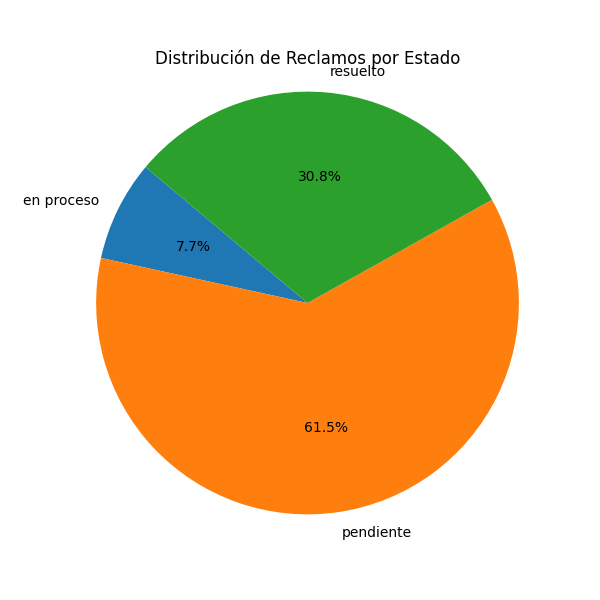 Distribución de Reclamos por Estado
resuelto
30.8%
en proceso
7.7%
61.5%
pendiente